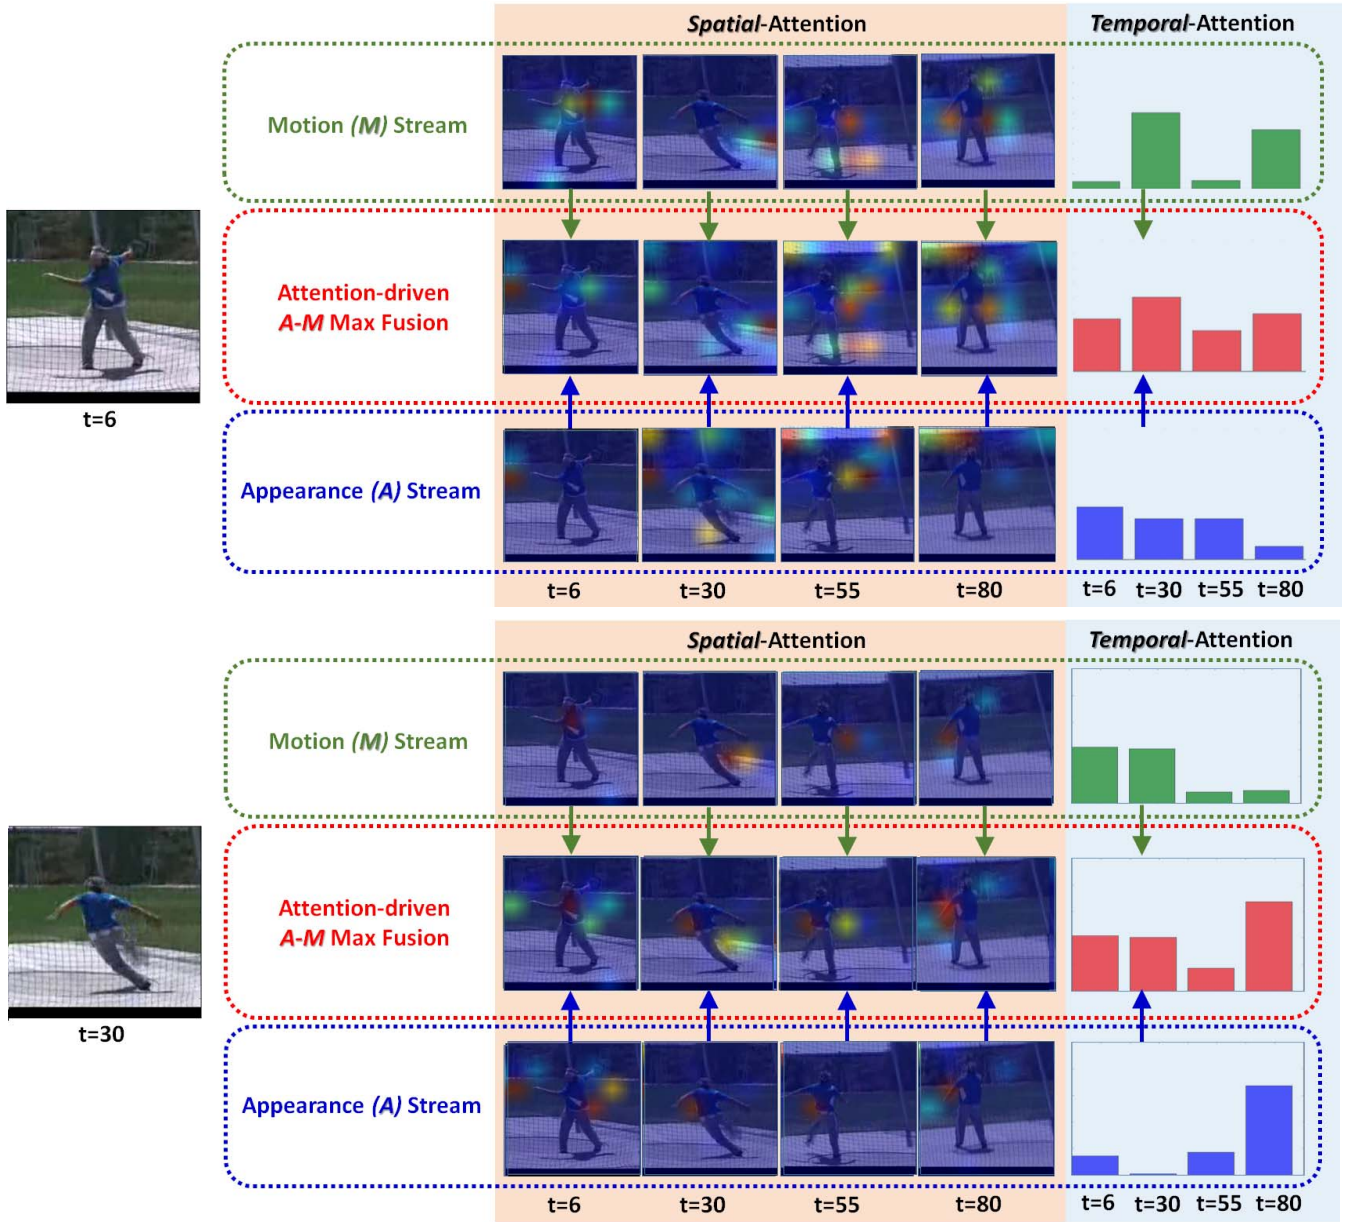 Spatial-Attention
Temporal-Attention
Motion (M) Stream
Attention-driven
A-M Max Fusion
t=6
Appearance (A) Stream
t=6 t=30 t=55 t=80
t=6 t=30 t=55 t=80
Spatial-Attention
Temporal-Attention
Motion (M) Stream
Attention-driven
A-M Max Fusion
t=30
Appearance (A) Stream
t=6 t=30 t=55 t=80
t=6 t=30 t=55 t=80